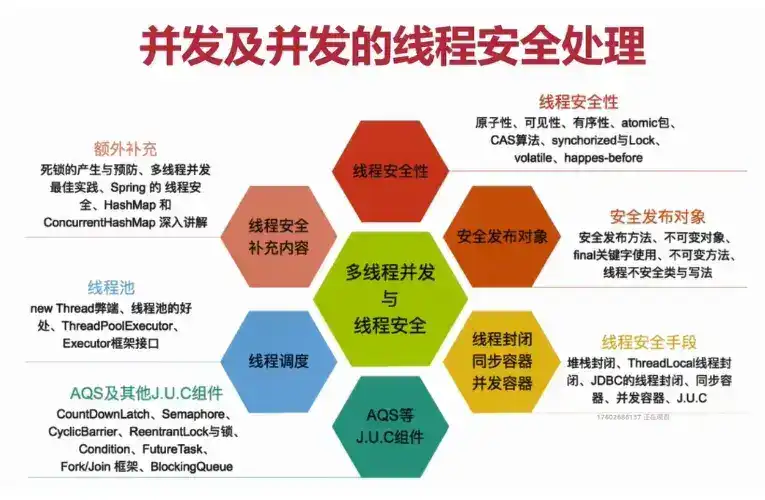 并发及并发的线程安全处理
线程安全性
原子性、可见性、有序性、atomic包、
CAS算法、synchorized与Lock、
volatile、happes-before
额外补充
死锁的产生与预防、多线程并发
最佳实践、Spring 的 线程安
全、HashMap 和
ConcurrentHashMap 深入讲解
线程安全性
线程安全
补充内容
安全发布对象
安全发布对象
安全发布方法、不可变对象、
final关键字使用、不可变方法、
线程不安全类与写法
多线程并发
与
线程安全
线程池
new Thread弊端、线程池的好
处、ThreadPoolExecutor、
Executor框架接口
线程调度
线程封闭
同步容器
并发容器
线程安全手段
堆栈封闭、ThreadLocal线程封
闭、JDBC的线程封闭、同步容
器、并发容器、J.U.C
AQS及其他J.U.C组件
CountDownLatch、Semaphore、
CyclicBarrier、ReentrantLock与锁、
Condition、FutureTask、
Fork/Join 框架、BlockingQueue
AQS等
J.U.C组件